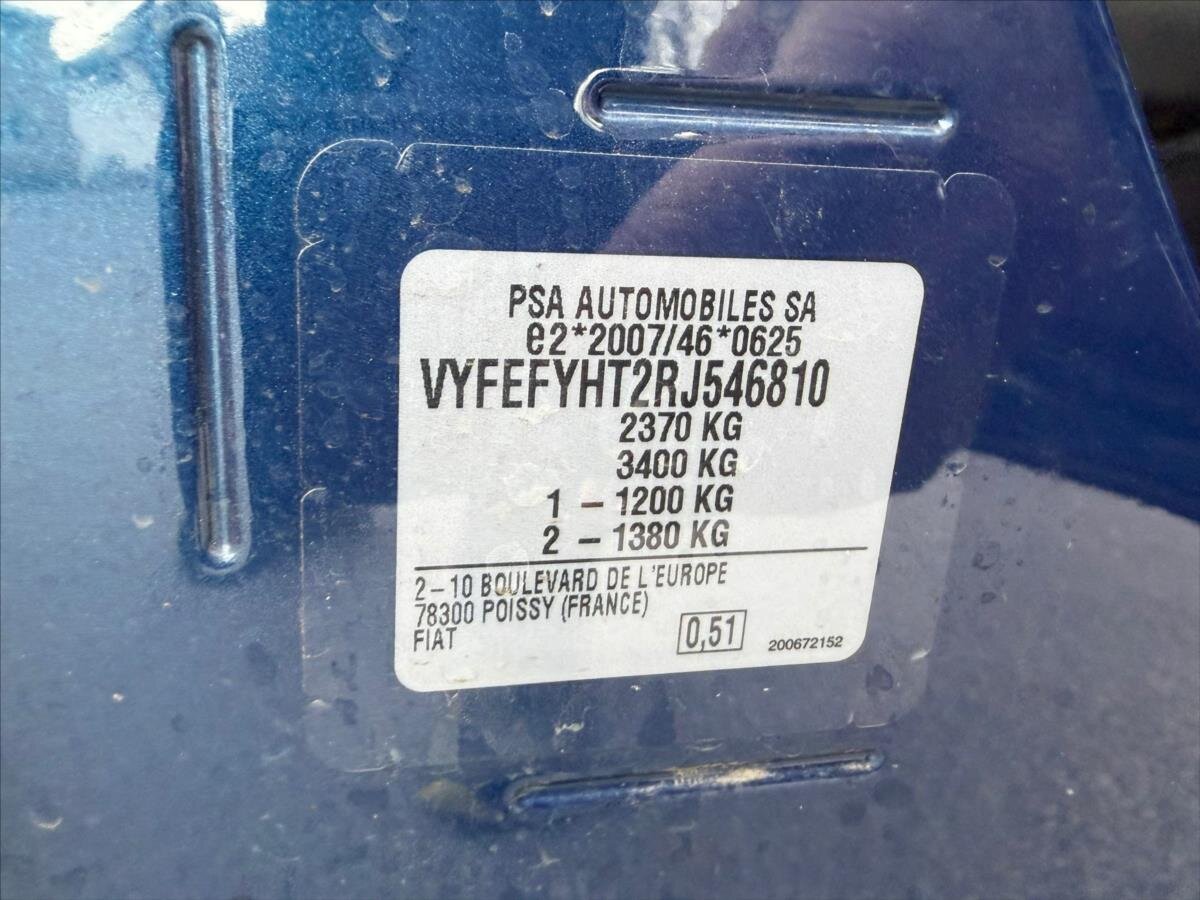 PSA AUTOMOBILES SA
e2*2007/46*0625
VYFEFYHT2RJ546810
2370 KG
3400 KG
1 – 1200 KG
2 – 1380 KG
2–10 BOULEVARD DE L'EUROPE
78300 POISSY (FRANCE)
FIAT
0,51
200672152